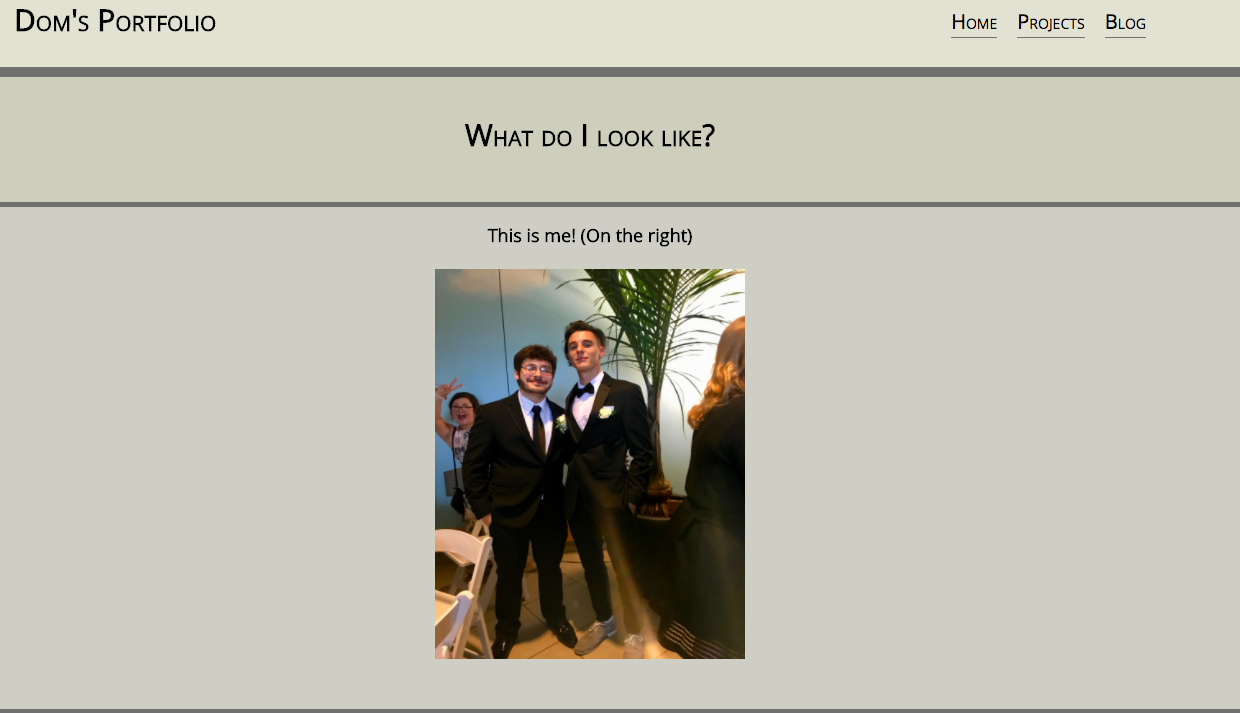 Dom's Portfolio
Home Projects Blog
What do I look like?
This is me! (On the right)